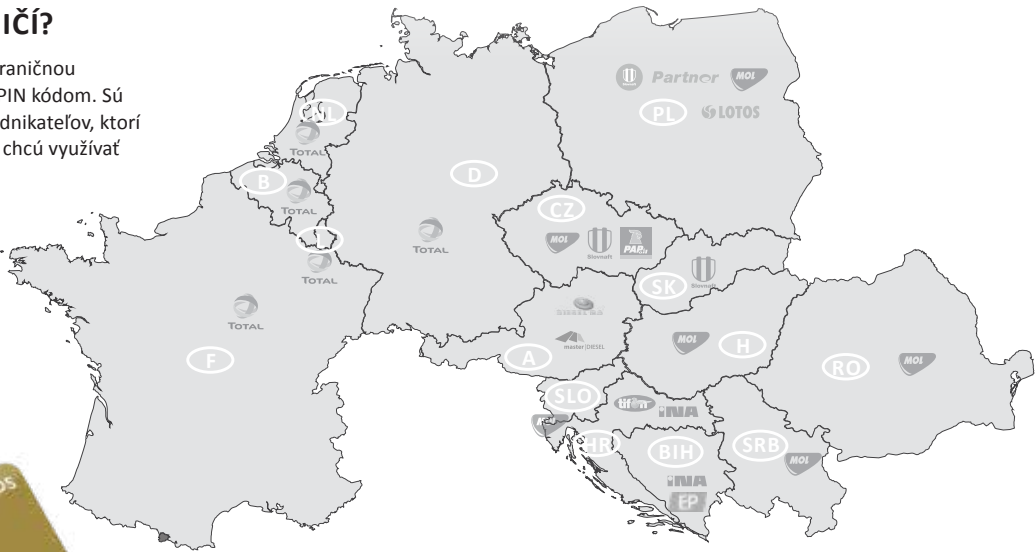 IČÍ?
raničnou
PIN kódom. Sú
dnikateľov, ktorí
chcú využívať
Partner MOL
PL LOTOS
NL
TOTAL
B
TOTAL
D
TOTAL
L
TOTAL
CZ
MOL Slovnaft PAP
SK Slovnaft
TOTAL
F
master|DIESEL
A
MOL H
RO MOL
SLO
MOL
tifon INA
HR
BIH
INA
EP
SRB
MOL
OS